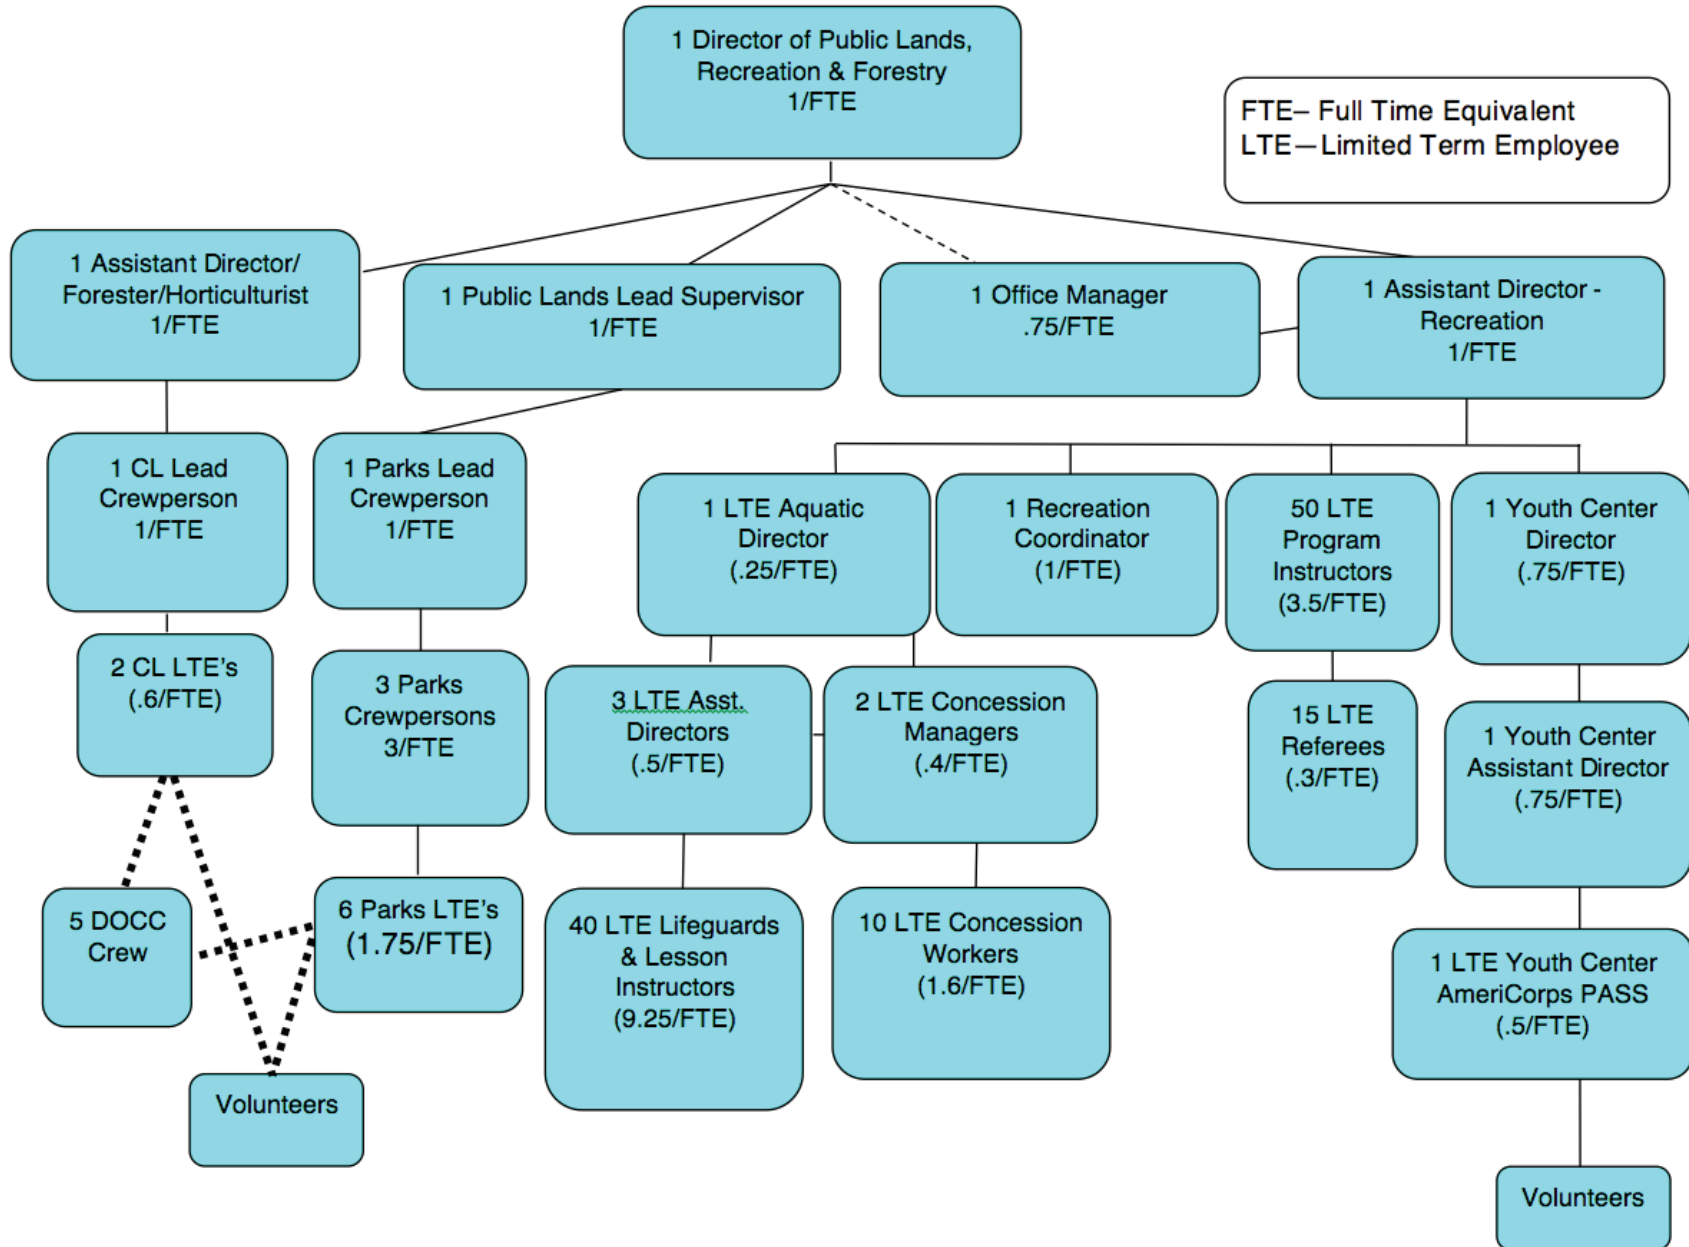 1 Director of Public Lands,
Recreation & Forestry
1/FTE
FTE– Full Time Equivalent
LTE—Limited Term Employee
1 Assistant Director/
Forester/Horticulturist
1/FTE
1 Public Lands Lead Supervisor
1/FTE
1 Office Manager
.75/FTE
1 Assistant Director -
Recreation
1/FTE
1 CL Lead
Crewperson
1/FTE
1 Parks Lead
Crewperson
1/FTE
1 LTE Aquatic
Director
(.25/FTE)
1 Recreation
Coordinator
(1/FTE)
50 LTE
Program
Instructors
(3.5/FTE)
1 Youth Center
Director
(.75/FTE)
2 CL LTE’s
(.6/FTE)
3 Parks
Crewpersons
3/FTE
3 LTE Asst.
Directors
(.5/FTE)
2 LTE Concession
Managers
(.4/FTE)
15 LTE
Referees
(.3/FTE)
1 Youth Center
Assistant Director
(.75/FTE)
5 DOCC
Crew
6 Parks LTE’s
(1.75/FTE)
40 LTE Lifeguards
& Lesson
Instructors
(9.25/FTE)
10 LTE Concession
Workers
(1.6/FTE)
1 LTE Youth Center
AmeriCorps PASS
(.5/FTE)
Volunteers
Volunteers